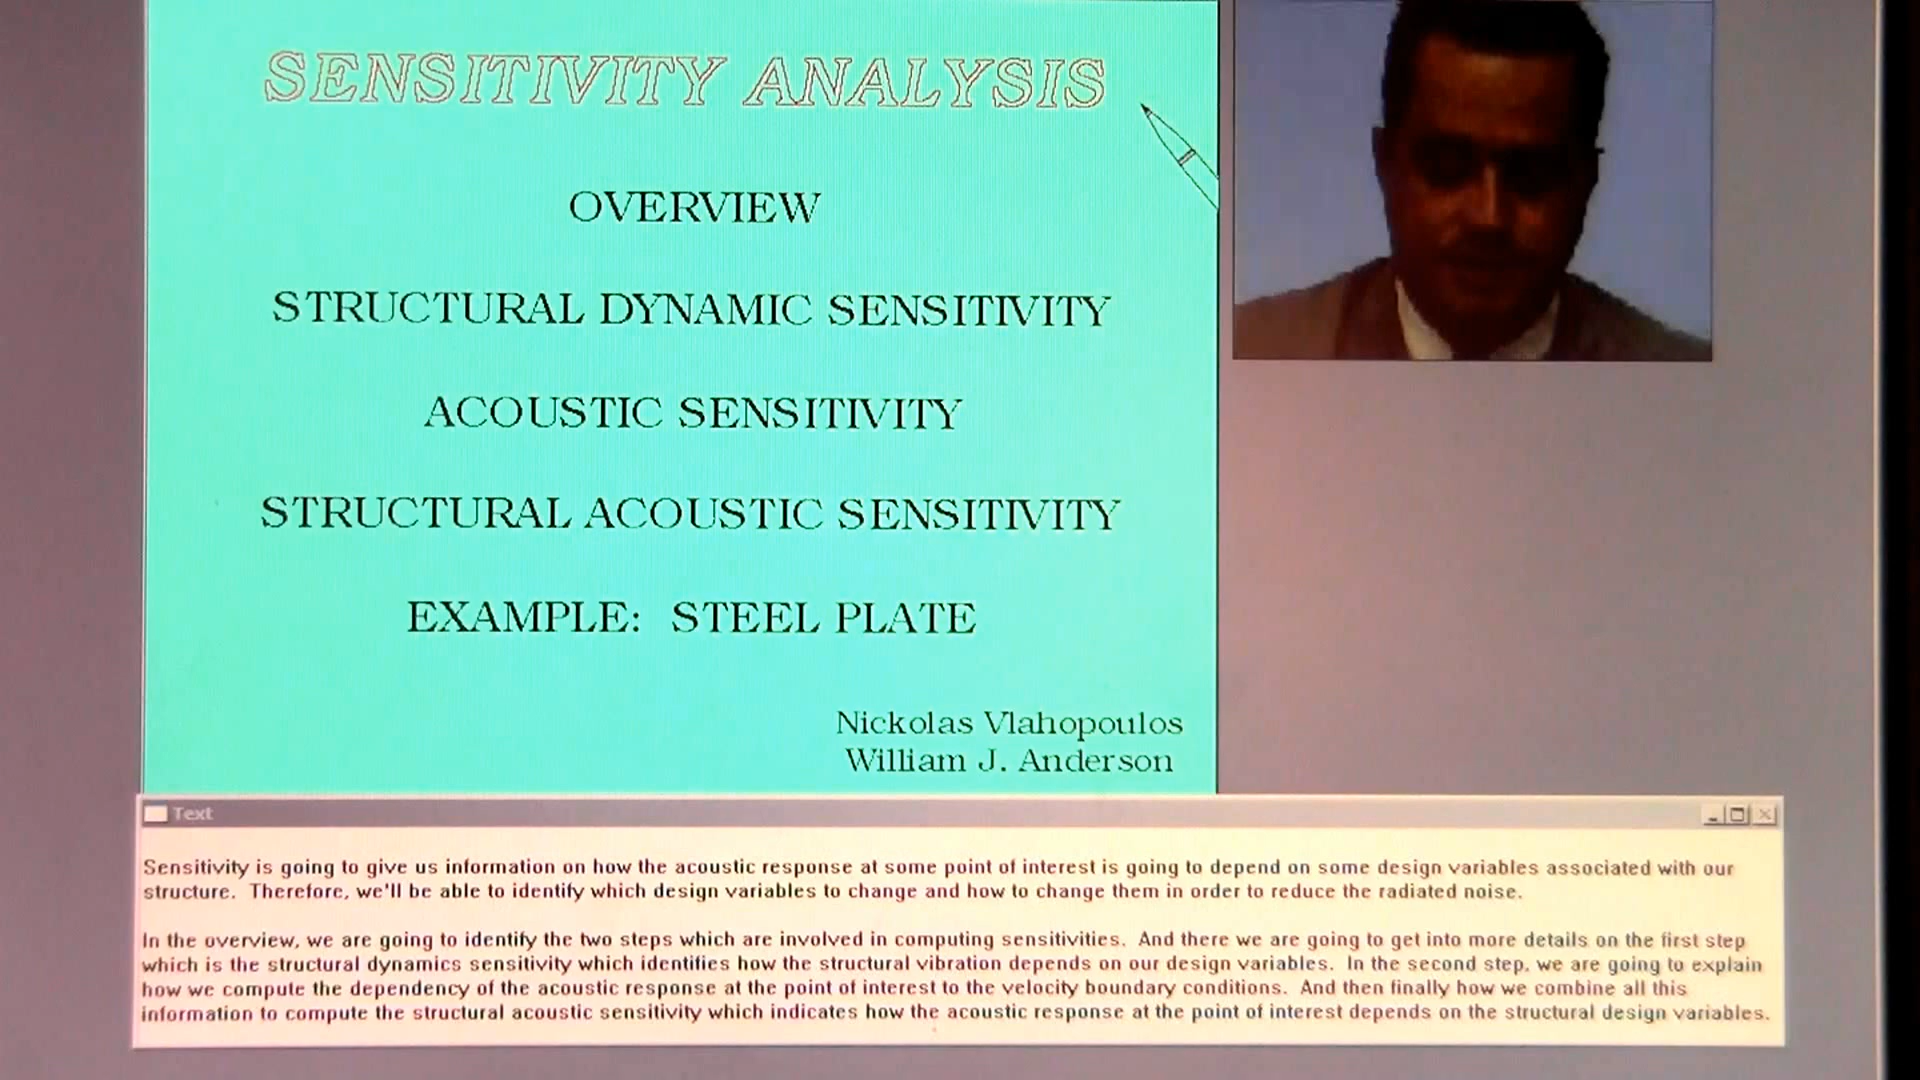 SENSITIVITY ANALYSIS
OVERVIEW
STRUCTURAL DYNAMIC SENSITIVITY
ACOUSTIC SENSITIVITY
STRUCTURAL ACOUSTIC SENSITIVITY
EXAMPLE: STEEL PLATE
Nickolas Vlahopoulos
William J. Anderson
Text
Sensitivity is going to give us information on how the acoustic response at some point of interest is going to depend on some design variables associated with our
structure. Therefore, we'll be able to identify which design variables to change and how to change them in order to reduce the radiated noise.
In the overview, we are going to identify the two steps which are involved in computing sensitivities. And there we are going to get into more details on the first step
which is the structural dynamics sensitivity which identifies how the structural vibration depends on our design variables. In the second step, we are going to explain
how we compute the dependency of the acoustic response at the point of interest to the velocity boundary conditions. And then finally how we combine all this
information to compute the structural acoustic sensitivity which indicates how the acoustic response at the point of interest depends on the structural design variables.